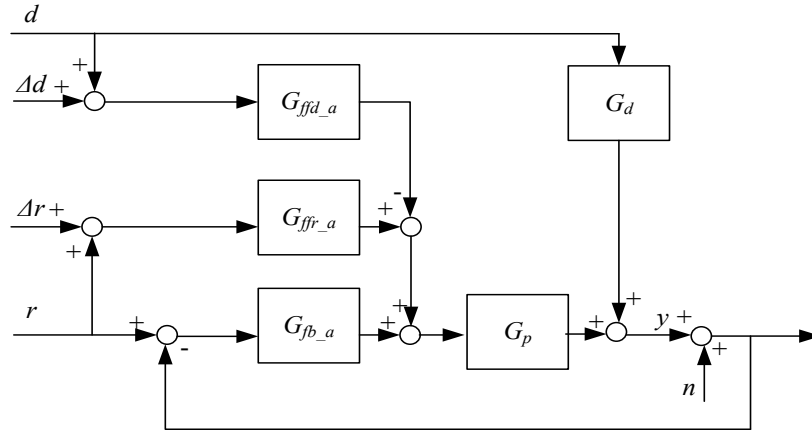 d
+
Δd +
G_ffd_a
G_d
-
Δr +
+
G_ffr_a
+
r
+
-
G_fb_a
+
+
G_p
+
+
y +
+
n